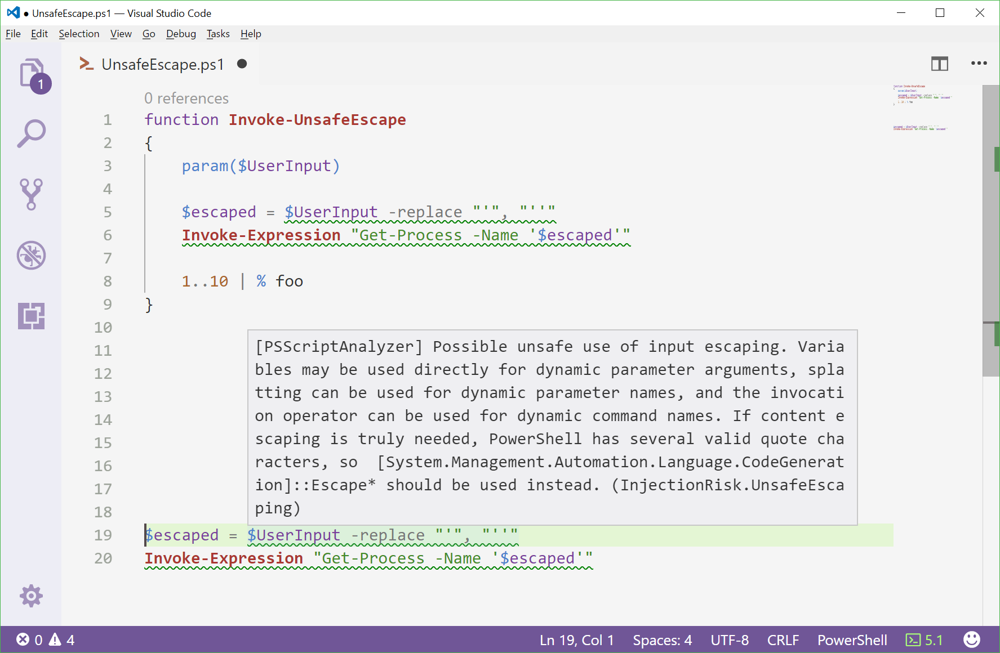 ● UnsafeEscape.ps1 — Visual Studio Code
File Edit Selection View Go Debug Tasks Help
1
UnsafeEscape.ps1 ●
0 references
1 function Invoke-UnsafeEscape
2 {
3 param($UserInput)
4
5 $escaped = $UserInput -replace "'", "''"
6 Invoke-Expression "Get-Process -Name '$escaped'"
7
8 1..10 | % foo
9 }
10
11
12
13
14
15
16
17
18
[PSScriptAnalyzer] Possible unsafe use of input escaping. Varia
bles may be used directly for dynamic parameter arguments, spla
tting can be used for dynamic parameter names, and the invocati
on operator can be used for dynamic command names. If content e
scaping is truly needed, PowerShell has several valid quote cha
racters, so  [System.Management.Automation.Language.CodeGenerat
ion]::Escape* should be used instead. (InjectionRisk.UnsafeEsca
ping)
19 $escaped = $UserInput -replace "'", "''"
20 Invoke-Expression "Get-Process -Name '$escaped'"
0 4 Ln 19, Col 1 Spaces: 4 UTF-8 CRLF PowerShell 5.1